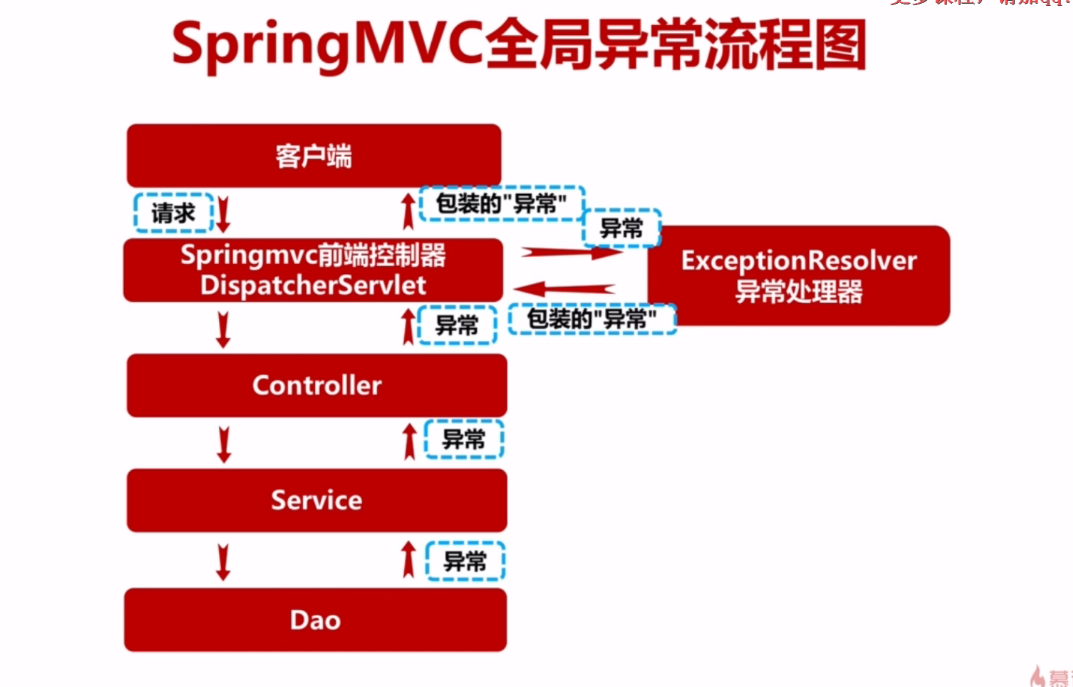 SpringMVC全局异常流程图
客户端
请求
包装的"异常"
异常
Springmvc前端控制器
DispatcherServlet
ExceptionResolver
异常处理器
异常
包装的"异常"
Controller
异常
Service
异常
Dao